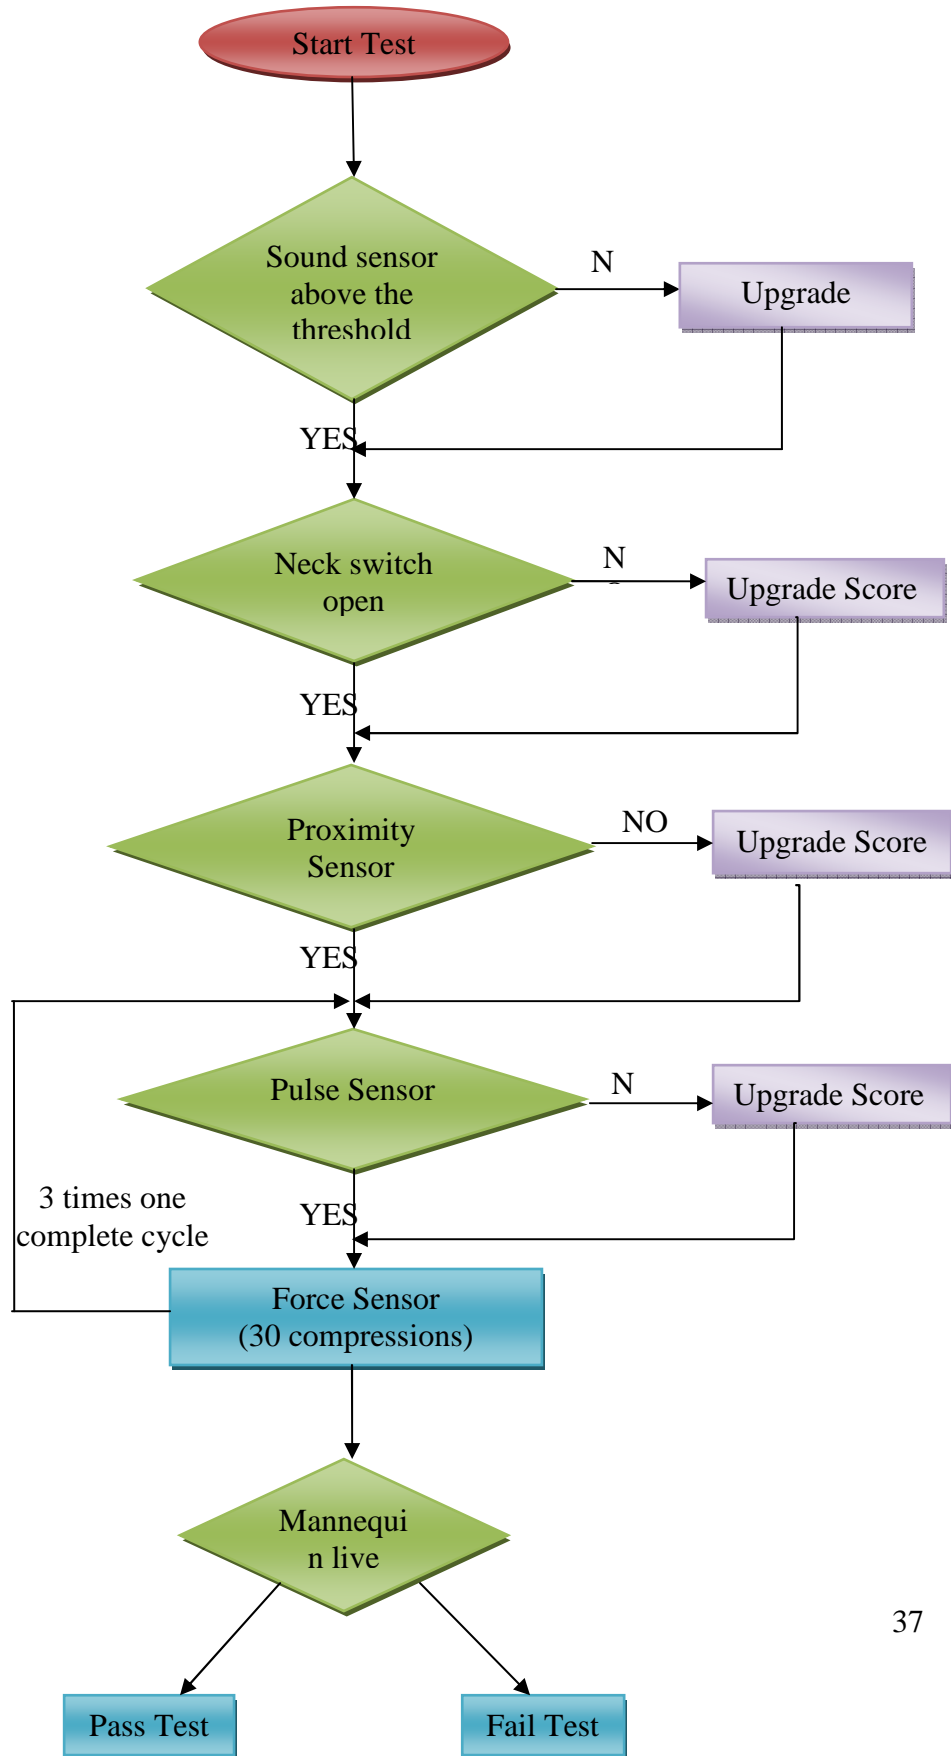 Start Test
Sound sensor
above the
threshold
N
Upgrade
YES
Neck switch
open
N
Upgrade Score
YES
Proximity
Sensor
NO
Upgrade Score
YES
Pulse Sensor
N
Upgrade Score
3 times one
complete cycle
YES
Force Sensor
(30 compressions)
Mannequi
n live
37
Pass Test
Fail Test